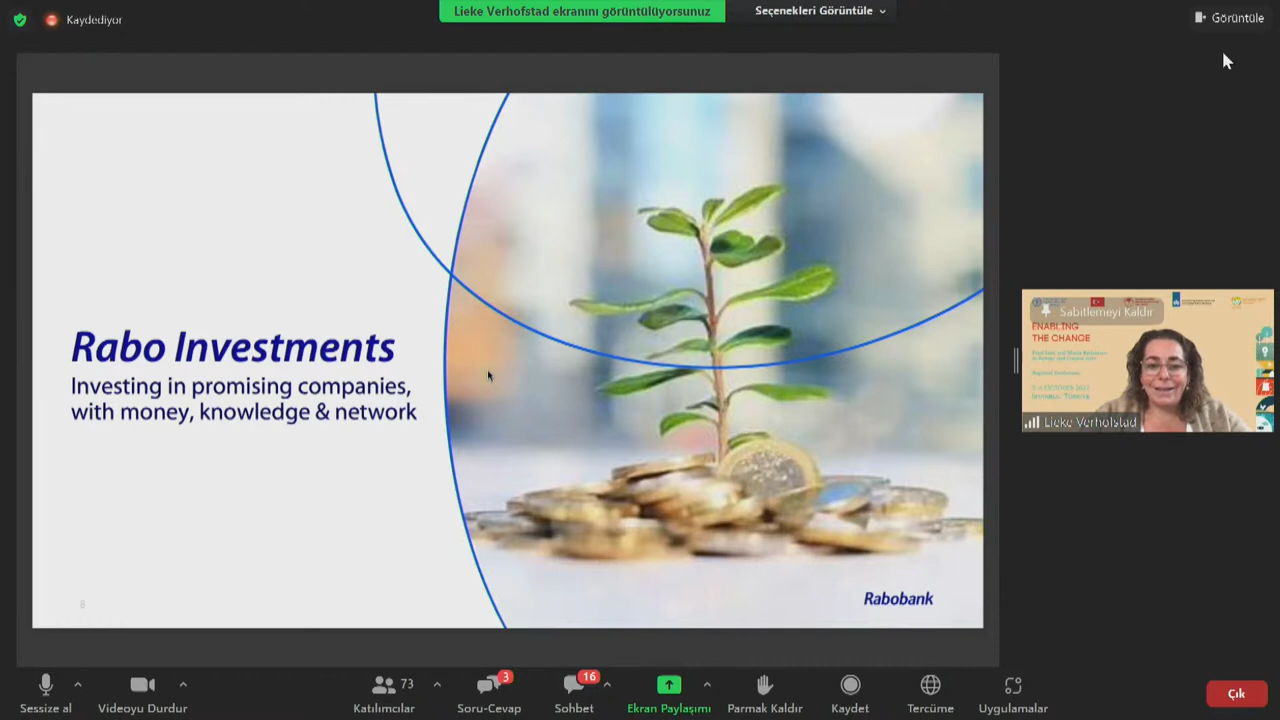 Kaydediyor
Lieke Verhofstad ekranını görüntülüyorsunuz
Seçenekleri Görüntüle
Görüntüle
Rabo Investments
Investing in promising companies,
with money, knowledge & network
8
Rabobank
Sabitlemeyi Kaldır
ENABLING
THE CHANGE
Lieke Verhofstad
Sessize al
Videoyu Durdur
73
Katılımcılar
3
Soru-Cevap
16
Sohbet
Ekran Paylaşımı
Parmak Kaldır
Kaydet
Tercüme
Uygulamalar
Çık